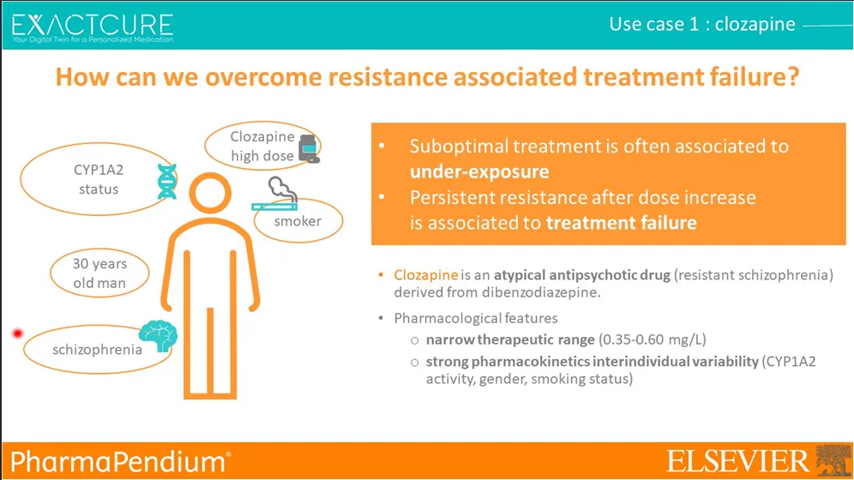 EXACTCURE
Your Digital Twin for a Personalized Medication
Use case 1 : clozapine
How can we overcome resistance associated treatment failure?
Clozapine
high dose
CYP1A2
status
smoker
30 years
old man
schizophrenia
• Suboptimal treatment is often associated to
under-exposure
• Persistent resistance after dose increase
is associated to treatment failure
• Clozapine is an atypical antipsychotic drug (resistant schizophrenia)
derived from dibenzodiazepine.
• Pharmacological features
o narrow therapeutic range (0.35-0.60 mg/L)
o strong pharmacokinetics interindividual variability (CYP1A2
activity, gender, smoking status)
PharmaPendium®
ELSEVIER